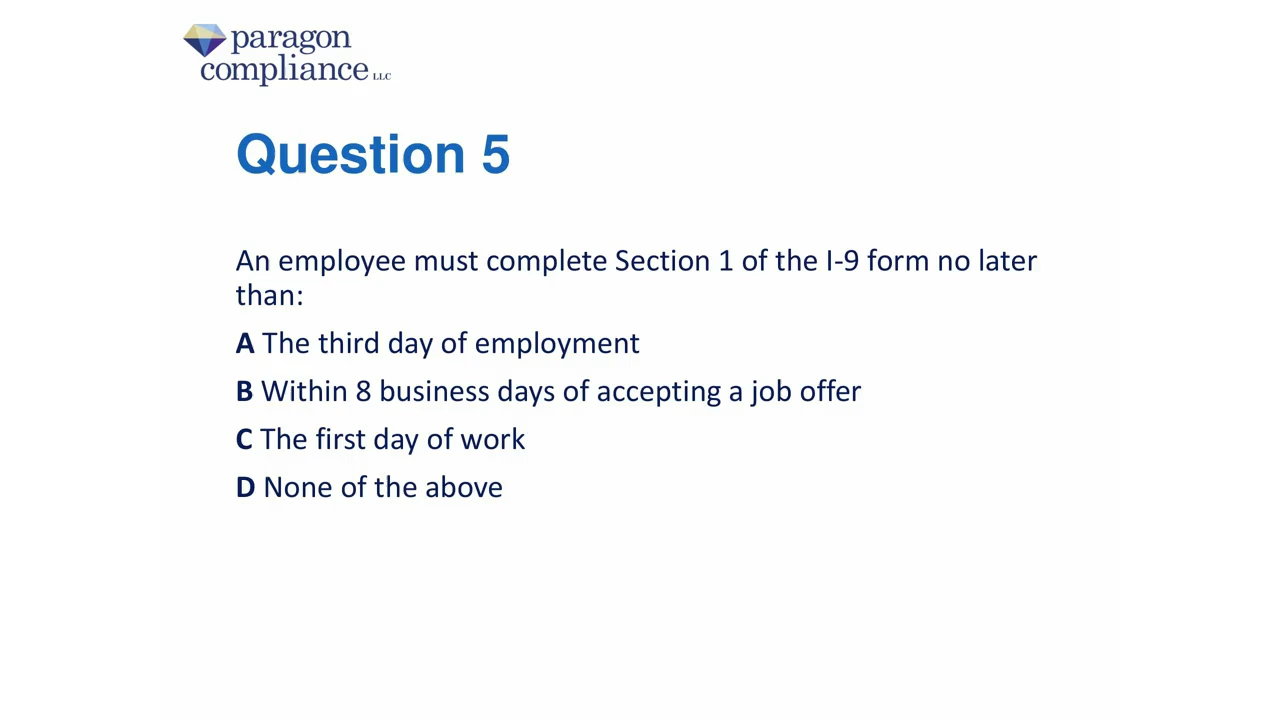 paragon
compliance LLC
Question 5
An employee must complete Section 1 of the I-9 form no later
than:
A The third day of employment
B Within 8 business days of accepting a job offer
C The first day of work
D None of the above